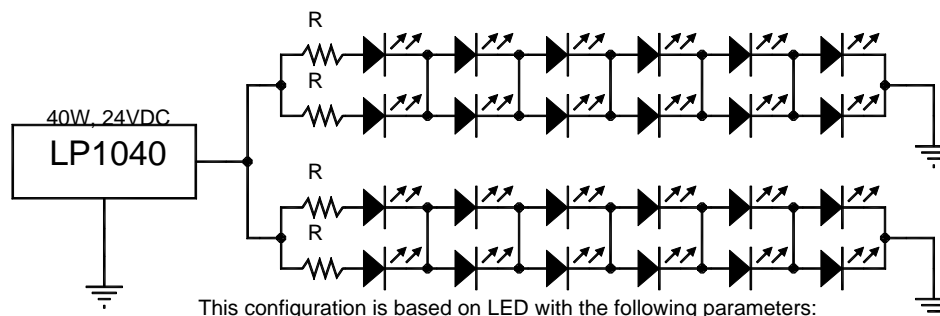 R
R
40W, 24VDC
LP1040
R
R
This configuration is based on LED with the following parameters: